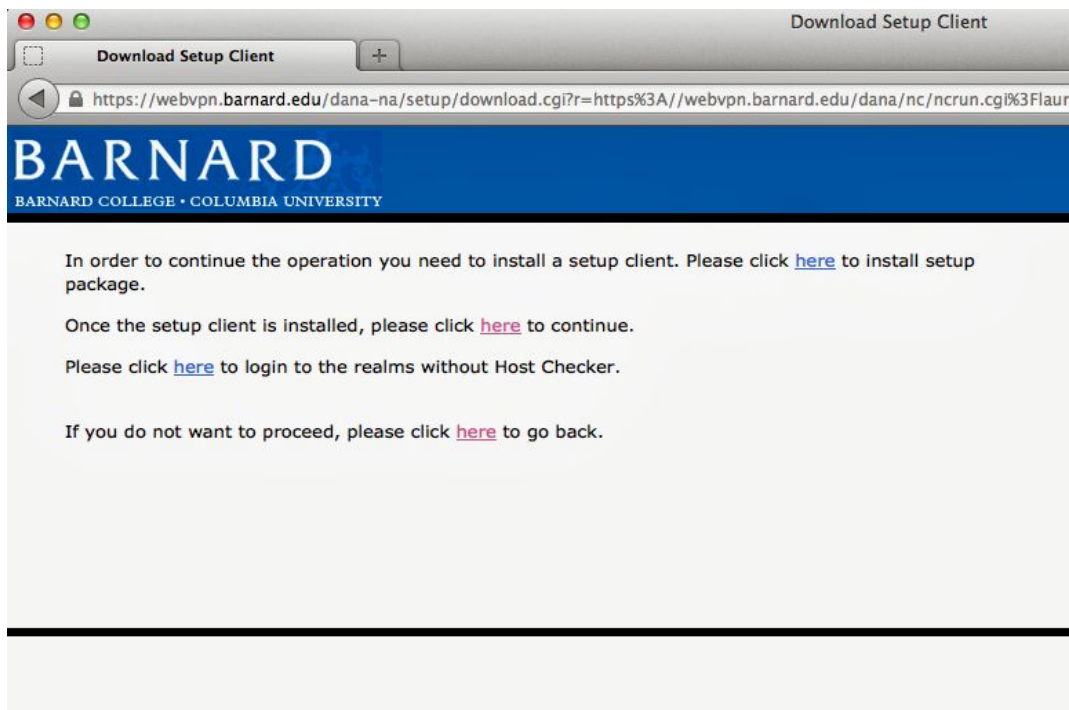 Download Setup Client
Download Setup Client
https://webvpn.barnard.edu/dana-na/setup/download.cgi?r=https%3A//webvpn.barnard.edu/dana/nc/ncrun.cgi%3Flaun
BARNARD
BARNARD COLLEGE • COLUMBIA UNIVERSITY
In order to continue the operation you need to install a setup client. Please click here to install setup
package.
Once the setup client is installed, please click here to continue.
Please click here to login to the realms without Host Checker.
If you do not want to proceed, please click here to go back.